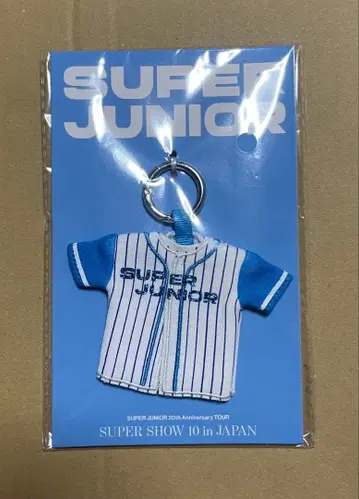 SUPER
JUNIOR
SUPER
JUNIOR
SUPER JUNIOR 20th Anniversary TOUR
SUPER SHOW 10 in JAPAN